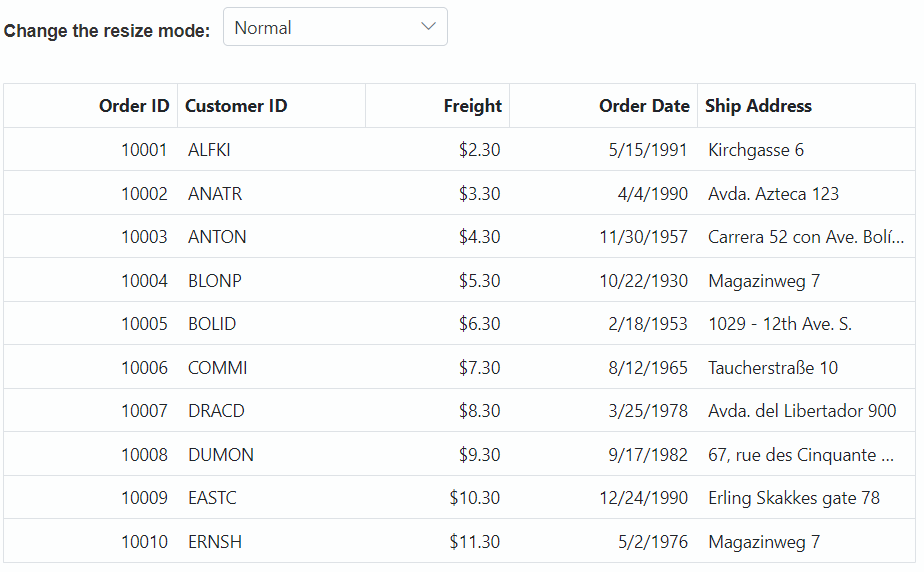 Change the resize mode: Normal
Order ID Customer ID Freight Order Date Ship Address
10001 ALFKI $2.30 5/15/1991 Kirchgasse 6
10002 ANATR $3.30 4/4/1990 Avda. Azteca 123
10003 ANTON $4.30 11/30/1957 Carrera 52 con Ave. Bolí...
10004 BLONP $5.30 10/22/1930 Magazinweg 7
10005 BOLID $6.30 2/18/1953 1029 - 12th Ave. S.
10006 COMMI $7.30 8/12/1965 Taucherstraße 10
10007 DRACD $8.30 3/25/1978 Avda. del Libertador 900
10008 DUMON $9.30 9/17/1982 67, rue des Cinquante ...
10009 EASTC $10.30 12/24/1990 Erling Skakkes gate 78
10010 ERNSH $11.30 5/2/1976 Magazinweg 7